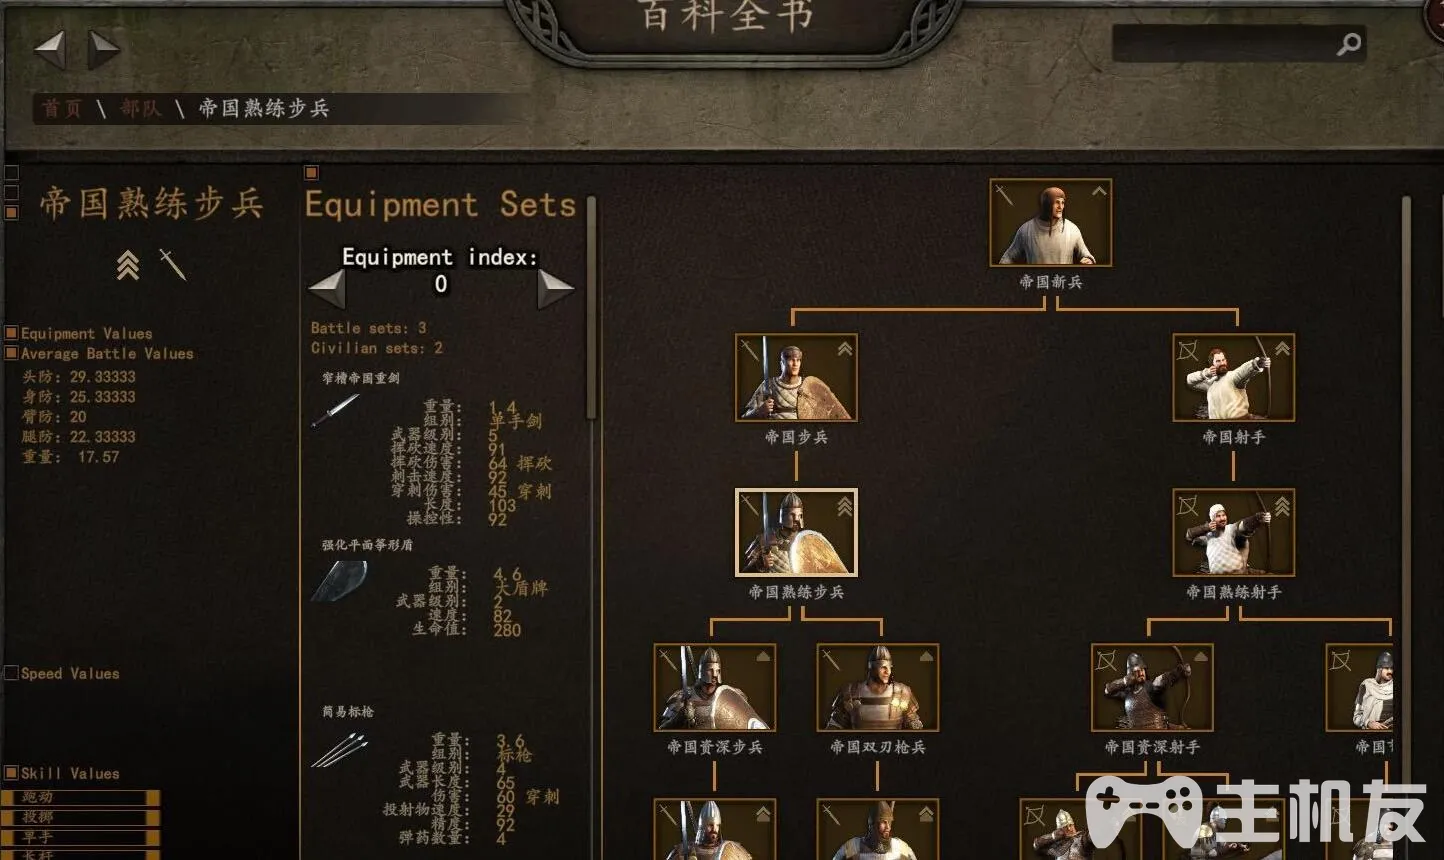 百科全书
首页 \ 部队 \ 帝国熟练步兵
帝国熟练步兵
Equipment Values
Average Battle Values
头防: 29.33333
身防: 25.33333
臂防: 20
腿防: 22.33333
重量: 17.57
Speed Values
Skill Values
跑动
投掷
单手
长杆
Equipment Sets
Equipment index:
0
Battle sets: 3
Civilian sets: 2
窄槽帝国重剑
重量: 1.4
组别: 单手剑
武器级别: 5
挥砍速度: 91
挥砍伤害: 64 挥砍
刺击速度: 92
穿刺伤害: 45 穿刺
长度: 103
操控性: 92
强化平面筝形盾
重量: 4.6
组别: 大盾牌
武器级别: 2
速度: 82
生命值: 280
简易标枪
重量: 3.6
组别: 标枪
武器级别: 4
武器长度: 65
伤害: 60 穿刺
投射物速度: 29
精度: 92
弹药数量: 4
帝国新兵
帝国步兵
帝国射手
帝国熟练步兵
帝国熟练射手
帝国资深步兵
帝国双刃枪兵
帝国资深射手
帝国
主机友